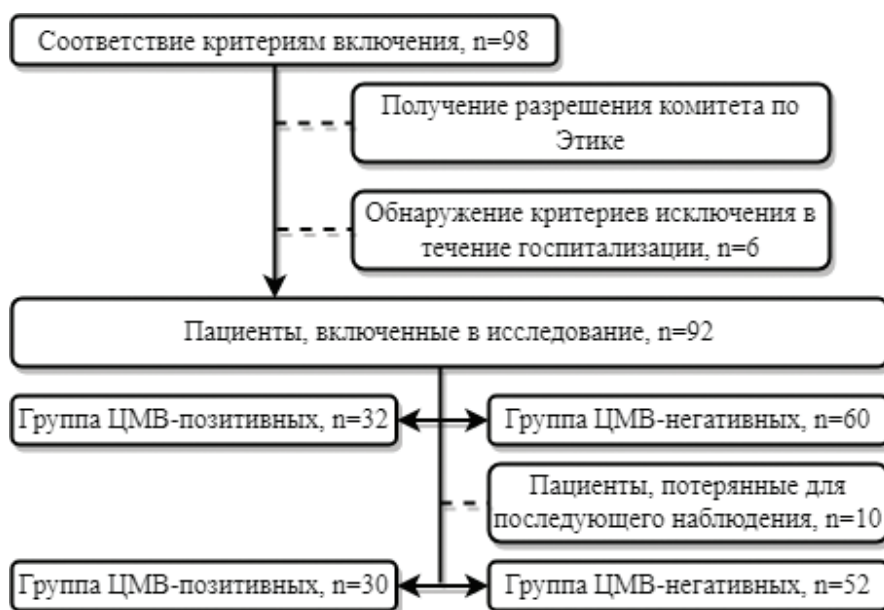 Соответствие критериям включения, n=98
Получение разрешения комитета по
Этике
Обнаружение критериев исключения в
течение госпитализации, n=6
Пациенты, включенные в исследование, n=92
Группа ЦМВ-позитивных, n=32
Группа ЦМВ-негативных, n=60
Пациенты, потерянные для
последующего наблюдения, n=10
Группа ЦМВ-позитивных, n=30
Группа ЦМВ-негативных, n=52